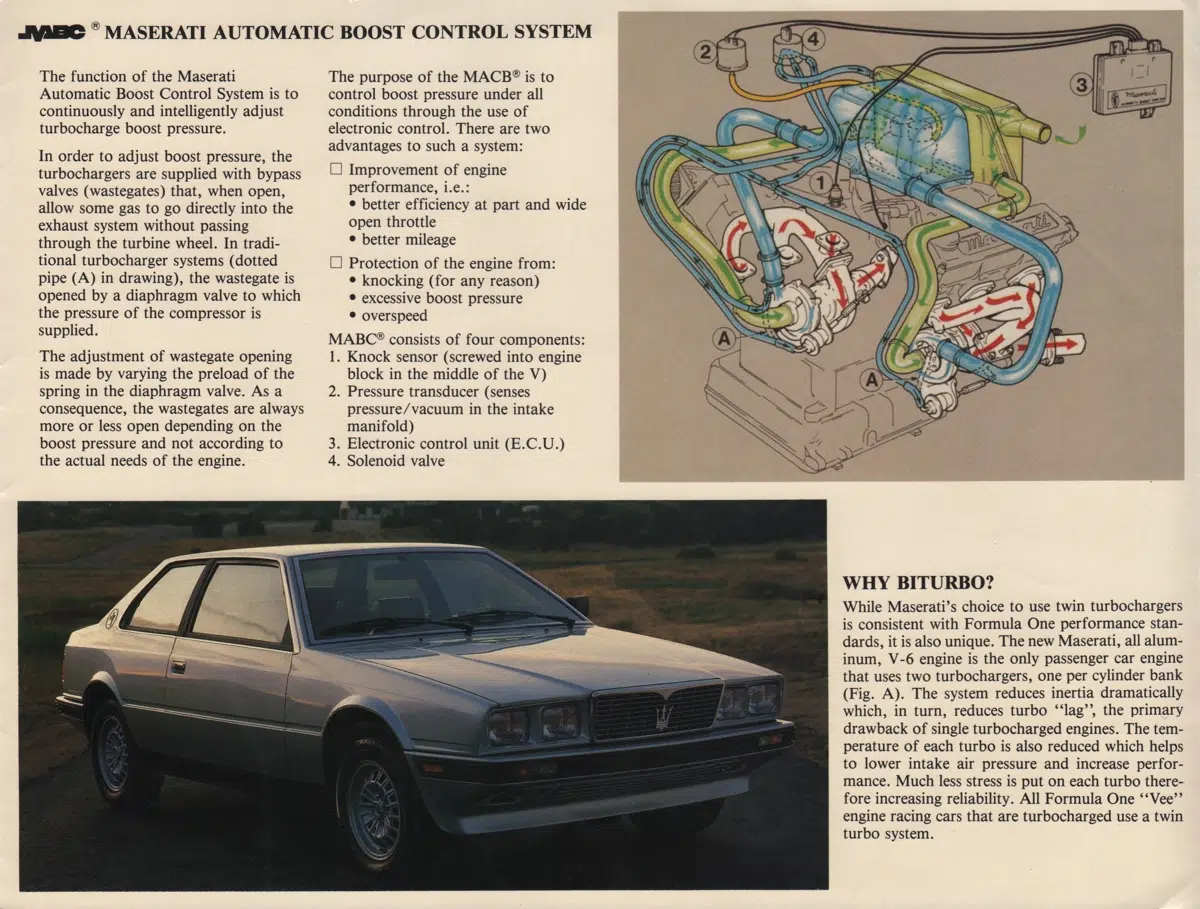 MABC ® MASERATI AUTOMATIC BOOST CONTROL SYSTEM
The function of the Maserati
Automatic Boost Control System is to
continuously and intelligently adjust
turbocharge boost pressure.
In order to adjust boost pressure, the
turbochargers are supplied with bypass
valves (wastegates) that, when open,
allow some gas to go directly into the
exhaust system without passing
through the turbine wheel. In tradi-
tional turbocharger systems (dotted
pipe (A) in drawing), the wastegate is
opened by a diaphragm valve to which
the pressure of the compressor is
supplied.
The adjustment of wastegate opening
is made by varying the preload of the
spring in the diaphragm valve. As a
consequence, the wastegates are always
more or less open depending on the
boost pressure and not according to
the actual needs of the engine.
The purpose of the MACB® is to
control boost pressure under all
conditions through the use of
electronic control. There are two
advantages to such a system:
☐ Improvement of engine
performance, i.e.:
• better efficiency at part and wide
open throttle
• better mileage
☐ Protection of the engine from:
• knocking (for any reason)
• excessive boost pressure
• overspeed
MABC® consists of four components:
1. Knock sensor (screwed into engine
block in the middle of the V)
2. Pressure transducer (senses
pressure/vacuum in the intake
manifold)
3. Electronic control unit (E.C.U.)
4. Solenoid valve
2
4
3
Maserati
1
maserati
A
A
WHY BITURBO?
While Maserati's choice to use twin turbochargers
is consistent with Formula One performance stan-
dards, it is also unique. The new Maserati, all alum-
inum, V-6 engine is the only passenger car engine
that uses two turbochargers, one per cylinder bank
(Fig. A). The system reduces inertia dramatically
which, in turn, reduces turbo "lag", the primary
drawback of single turbocharged engines. The tem-
perature of each turbo is also reduced which helps
to lower intake air pressure and increase perfor-
mance. Much less stress is put on each turbo there-
fore increasing reliability. All Formula One "Vee"
engine racing cars that are turbocharged use a twin
turbo system.